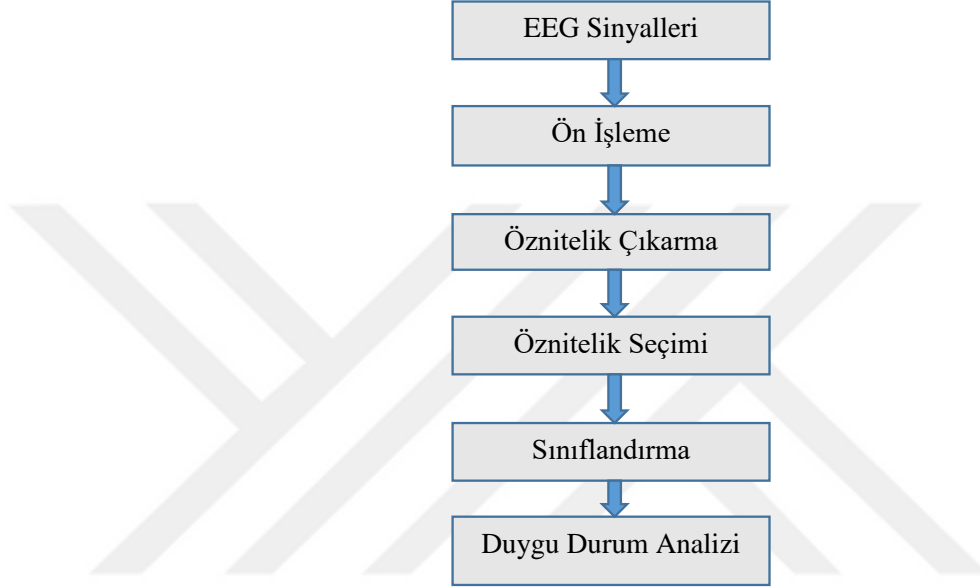 EEG Sinyalleri
Ön İşleme
Öznitelik Çıkarma
Öznitelik Seçimi
Sınıflandırma
Duygu Durum Analizi